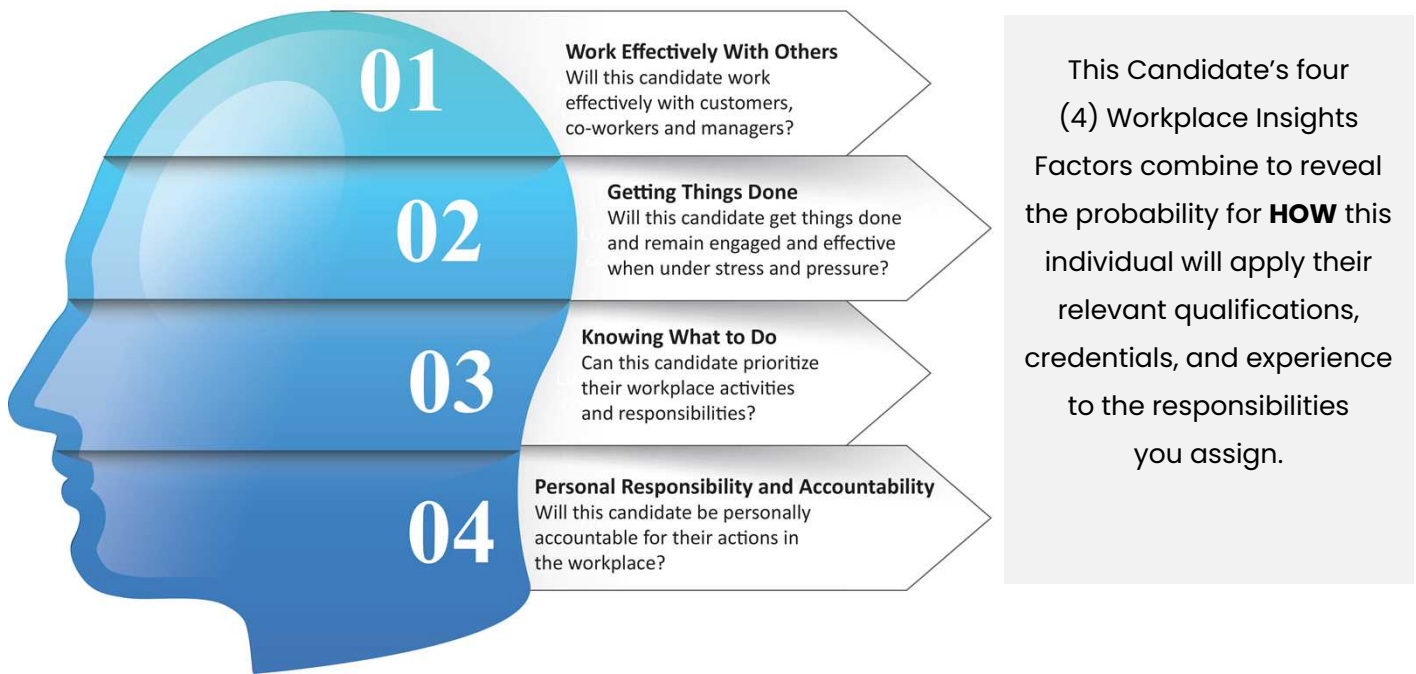 01
Work Effectively With Others
Will this candidate work
effectively with customers,
co-workers and managers?
02
Getting Things Done
Will this candidate get things done
and remain engaged and effective
when under stress and pressure?
03
Knowing What to Do
Can this candidate prioritize
their workplace activities
and responsibilities?
04
Personal Responsibility and Accountability
Will this candidate be personally
accountable for their actions in
the workplace?
This Candidate’s four
(4) Workplace Insights
Factors combine to reveal
the probability for HOW this
individual will apply their
relevant qualifications,
credentials, and experience
to the responsibilities
you assign.